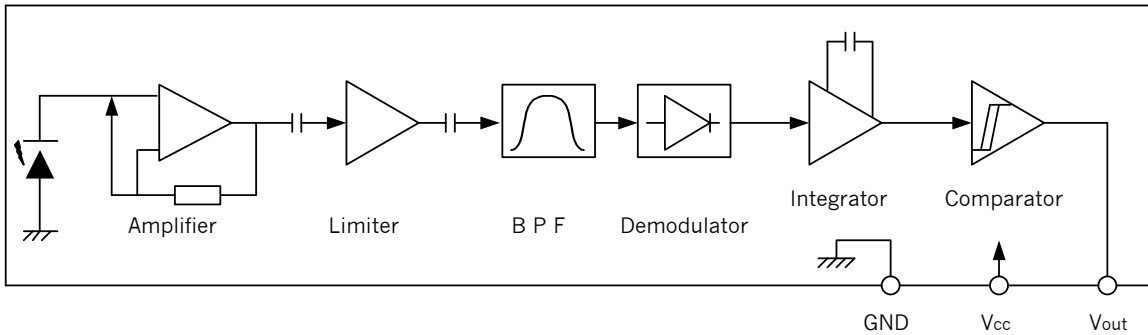 Amplifier
Limiter
B P F
Demodulator
Integrator
Comparator
GND
Vcc
Vout